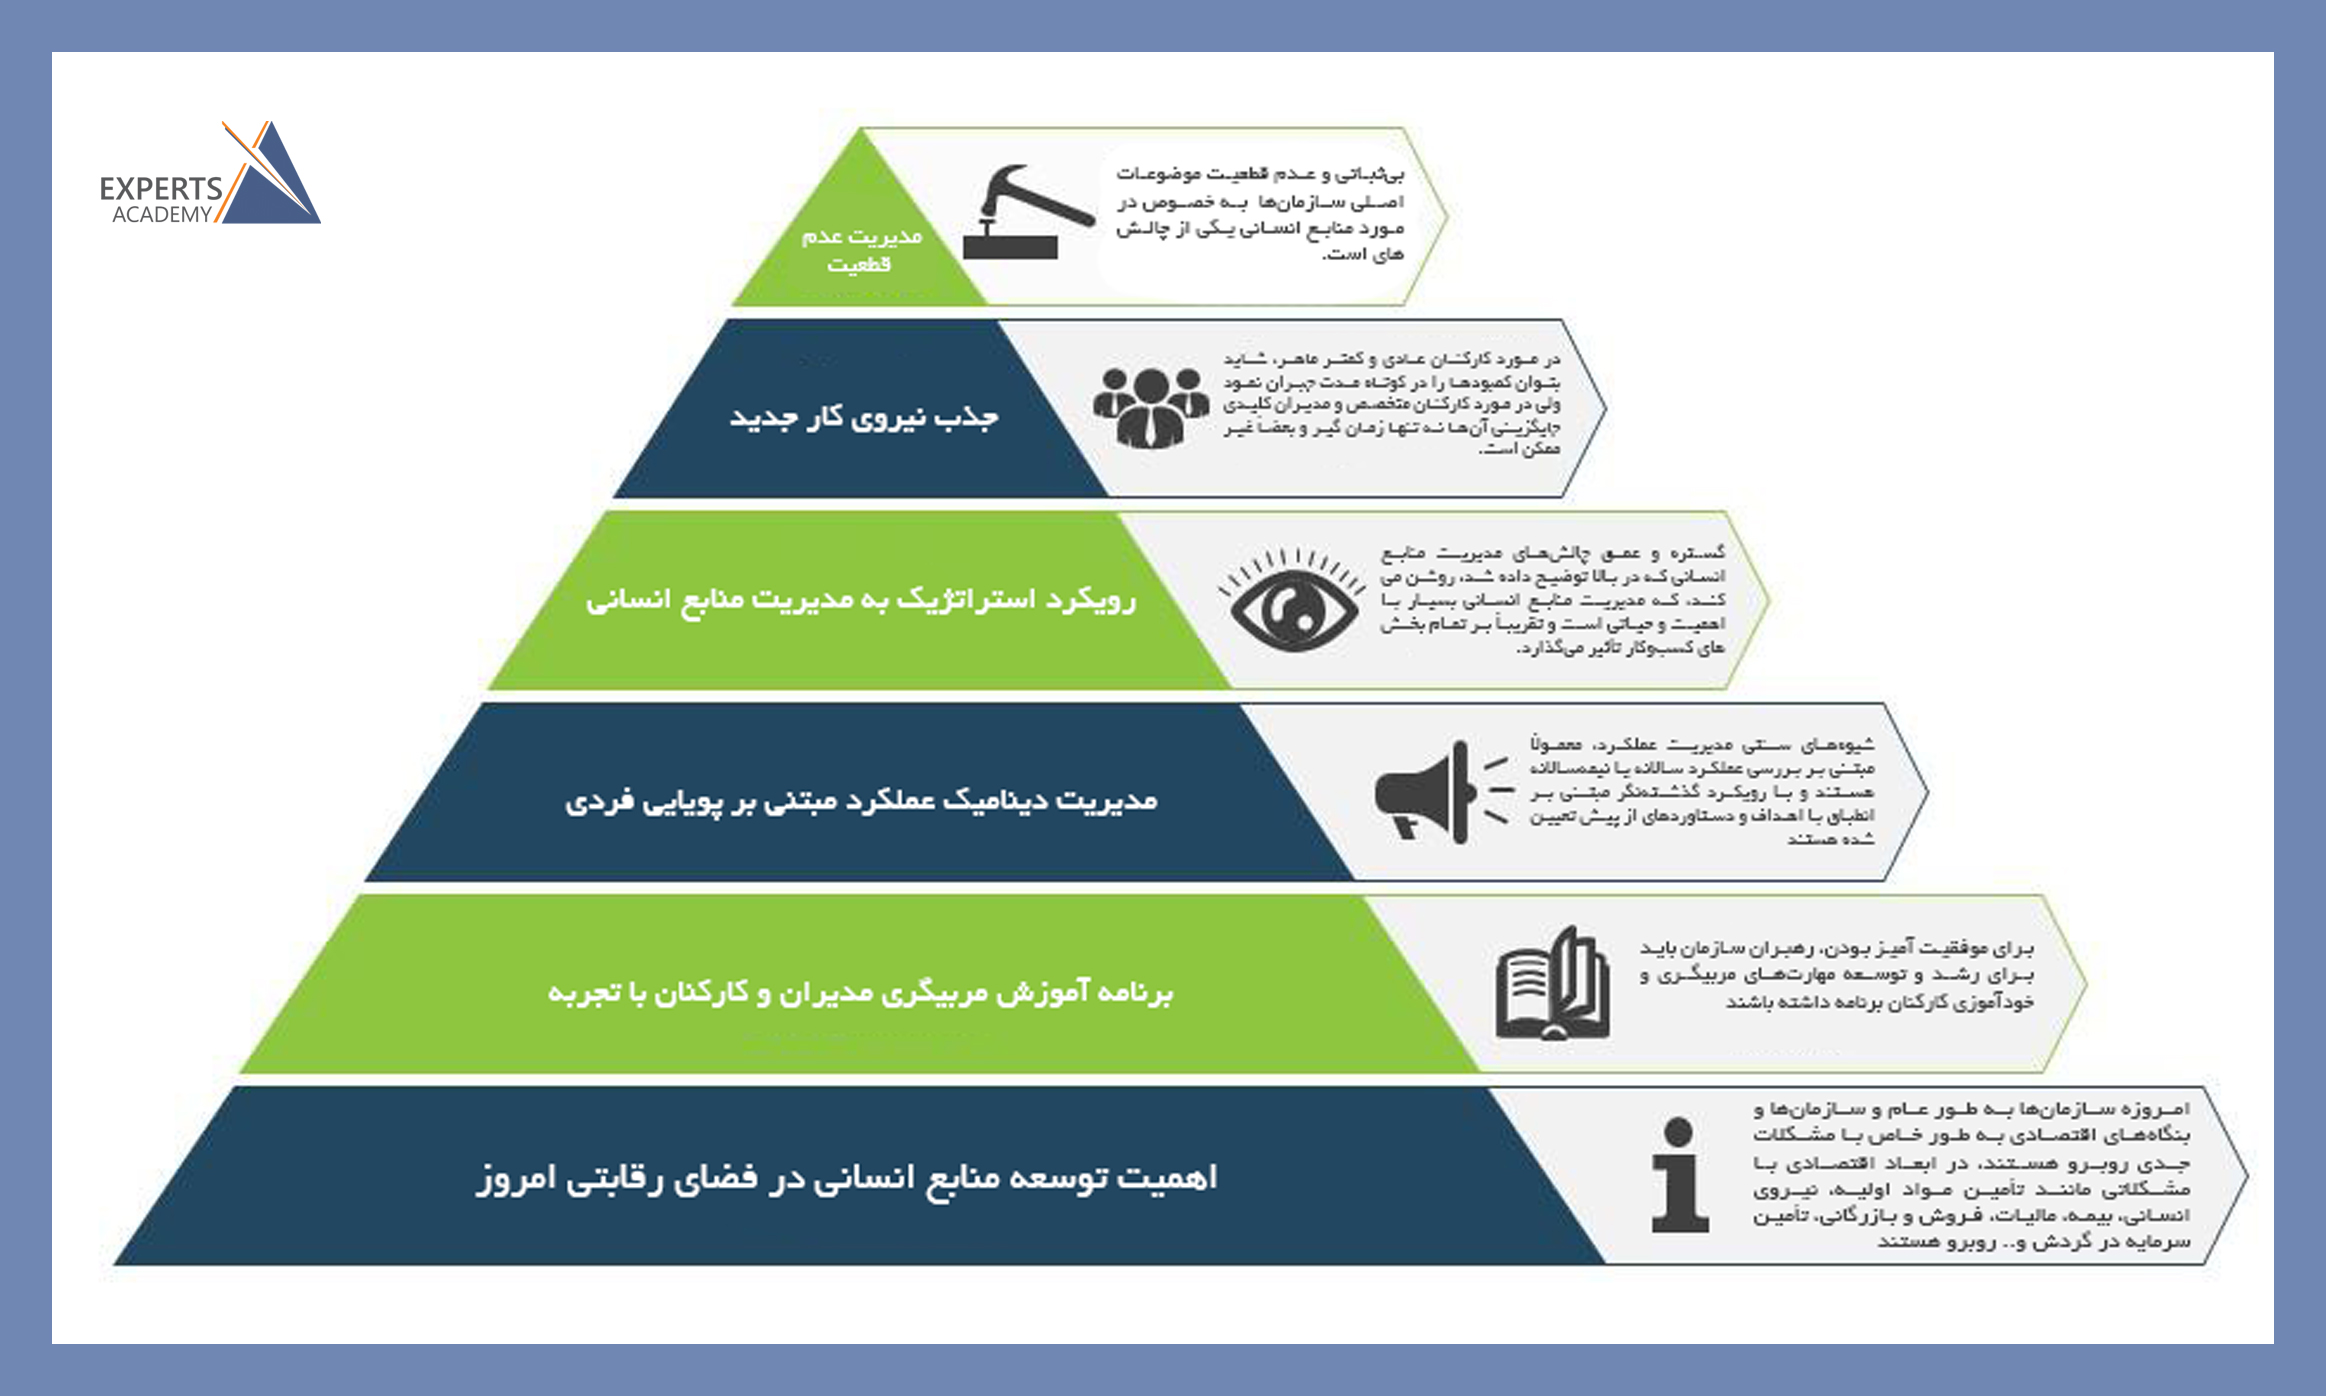 EXPERTS
ACADEMY
مدیریت عدم
قطعیت
بی‌ثباتی و عدم قطعیت موضوعات
اصلی سازمان‌ها به خصوص در
مورد منابع انسانی یکی از چالش
های است.
جذب نیروی کار جدید
در مورد کارکنان عادی و کمتر ماهر، شاید
بتوان کمبودها را در کوتاه مدت جبران نمود
ولی در مورد کارکنان متخصص و مدیران کلیدی
جایگزینی آن‌ها نه تنها زمان گیر و بعضاً غیر
ممکن است.
رویکرد استراتژیک به مدیریت منابع انسانی
گستره و عمق چالش‌های مدیریت منابع
انسانی که در بالا توضیح داده شد، روشن می
کند، که مدیریت منابع انسانی بسیار با
اهمیت و حیاتی است و تقریباً بر تمام بخش
های کسب‌وکار تأثیر می‌گذارد.
مدیریت دینامیک عملکرد مبتنی بر پویایی فردی
شیوه‌های سنتی مدیریت عملکرد، معمولاً
مبتنی بر بررسی عملکرد سالانه یا نیمه‌سالانه
هستند و با رویکرد گذشته‌نگر مبتنی بر
انطباق با اهداف و دستاوردهای از پیش تعیین
شده هستند
برنامه آموزش مربیگری مدیران و کارکنان با تجربه
برای موفقیت آمیز بودن، رهبران سازمان باید
برای رشد و توسعه مهارت‌های مربیگری و
خودآموزی کارکنان برنامه داشته باشند
اهمیت توسعه منابع انسانی در فضای رقابتی امروز
امروزه سازمان‌ها به طور عام و سازمان‌ها و
بنگاه‌های اقتصادی به طور خاص با مشکلات
جدی روبرو هستند، در ابعاد اقتصادی با
مشکلاتی مانند تأمین مواد اولیه، نیروی
انسانی، بیمه، مالیات، فروش و بازرگانی، تأمین
سرمایه در گردش و.. روبرو هستند